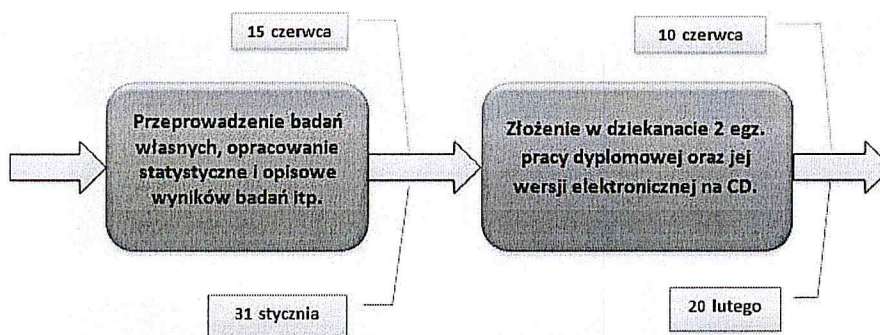 15 czerwca
10 czerwca
Przeprowadzenie badań
własnych, opracowanie
statystyczne i opisowe
wyników badań itp.
Złożenie w dziekanacie 2 egz.
pracy dyplomowej oraz jej
wersji elektronicznej na CD.
31 stycznia
20 lutego